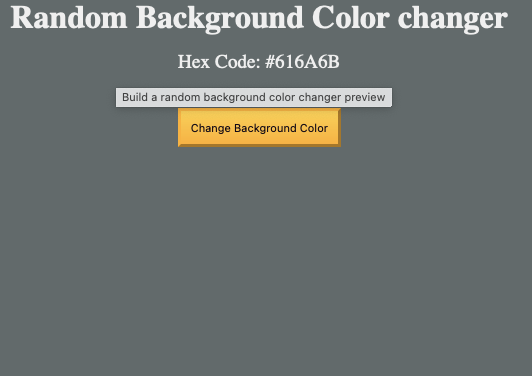 Random Background Color changer
Hex Code: #616A6B
Build a random background color changer preview
Change Background Color